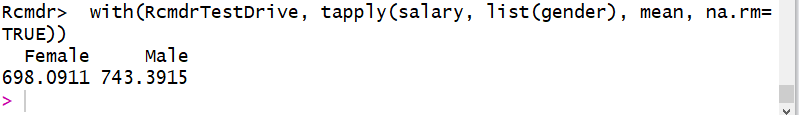 Rcmdr>  with(RcmdrTestDrive, tapply(salary, list(gender), mean, na.rm=
TRUE))
  Female     Male
698.0911 743.3915
>